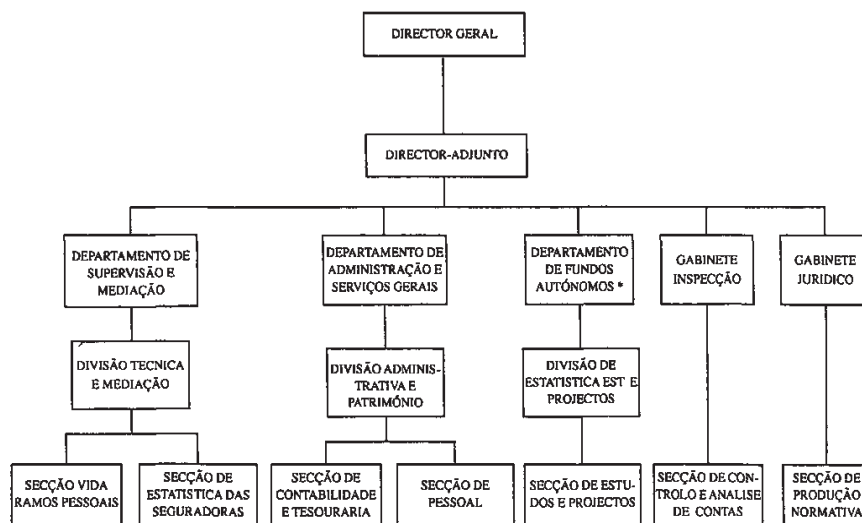 DIRECTOR GERAL
DIRECTOR-ADJUNTO
DEPARTAMENTO DE
SUPERVISÃO E
MEDIAÇÃO
DEPARTAMENTO DE
ADMINISTRAÇÃO E
SERVIÇOS GERAIS
DEPARTAMENTO
DE FUNDOS
AUTÓNOMOS *
GABINETE
INSPECÇÃO
GABINETE
JURIDICO
DIVISÃO TECNICA
E MEDIAÇÃO
DIVISÃO ADMINIS-
TRATIVA E
PATRIMÓNIO
DIVISÃO DE
ESTATISTICA EST E
PROJECTOS
SECÇÃO VIDA
RAMOS PESSOAIS
SECÇÃO DE
ESTATISTICA DAS
SEGURADORAS
SECÇÃO DE
CONTABILIDADE
E TESOURARIA
SECÇÃO DE
PESSOAL
SECÇÃO DE ESTU-
DOS E PROJECTOS
SECÇÃO DE CON-
TROLO E ANALISE
DE CONTAS
SECÇÃO DE
PRODUÇÃO
NORMATIVA